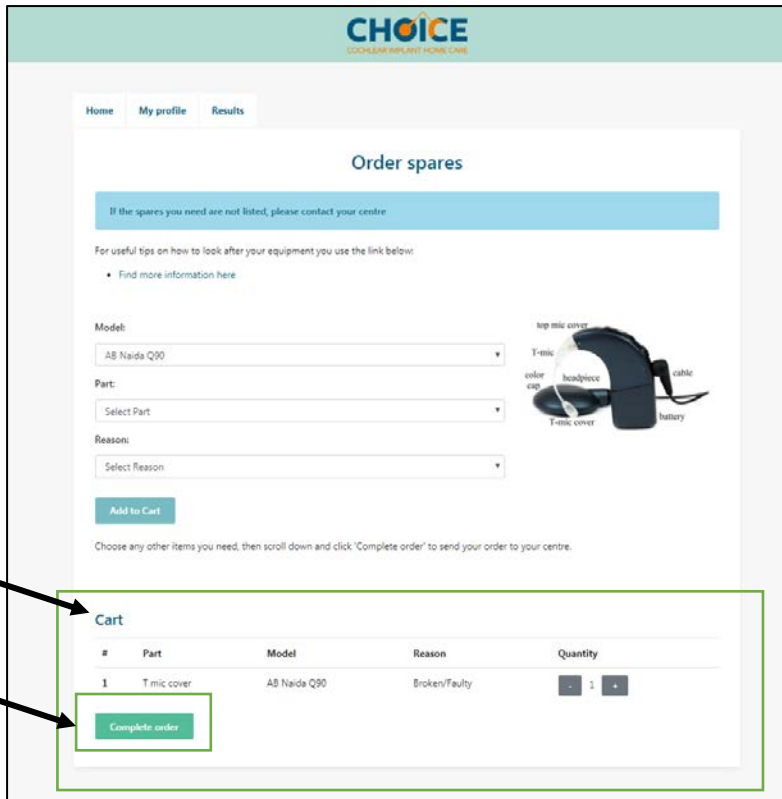 CHOICE
COCHLEAR IMPLANT HOME CARE
Home My profile Results
Order spares
If the spares you need are not listed, please contact your centre
For useful tips on how to look after your equipment you use the link below:
• Find more information here
Model:
AB Naida Q90
Part:
Select Part
Reason:
Select Reason
top mic cover
T-mic
color cap
headpiece
cable
T-mic cover
battery
Add to Cart
Choose any other items you need, then scroll down and click 'Complete order' to send your order to your centre.
Cart
# Part Model Reason Quantity
1 T mic cover AB Naida Q90 Broken/Faulty - 1 +
Complete order